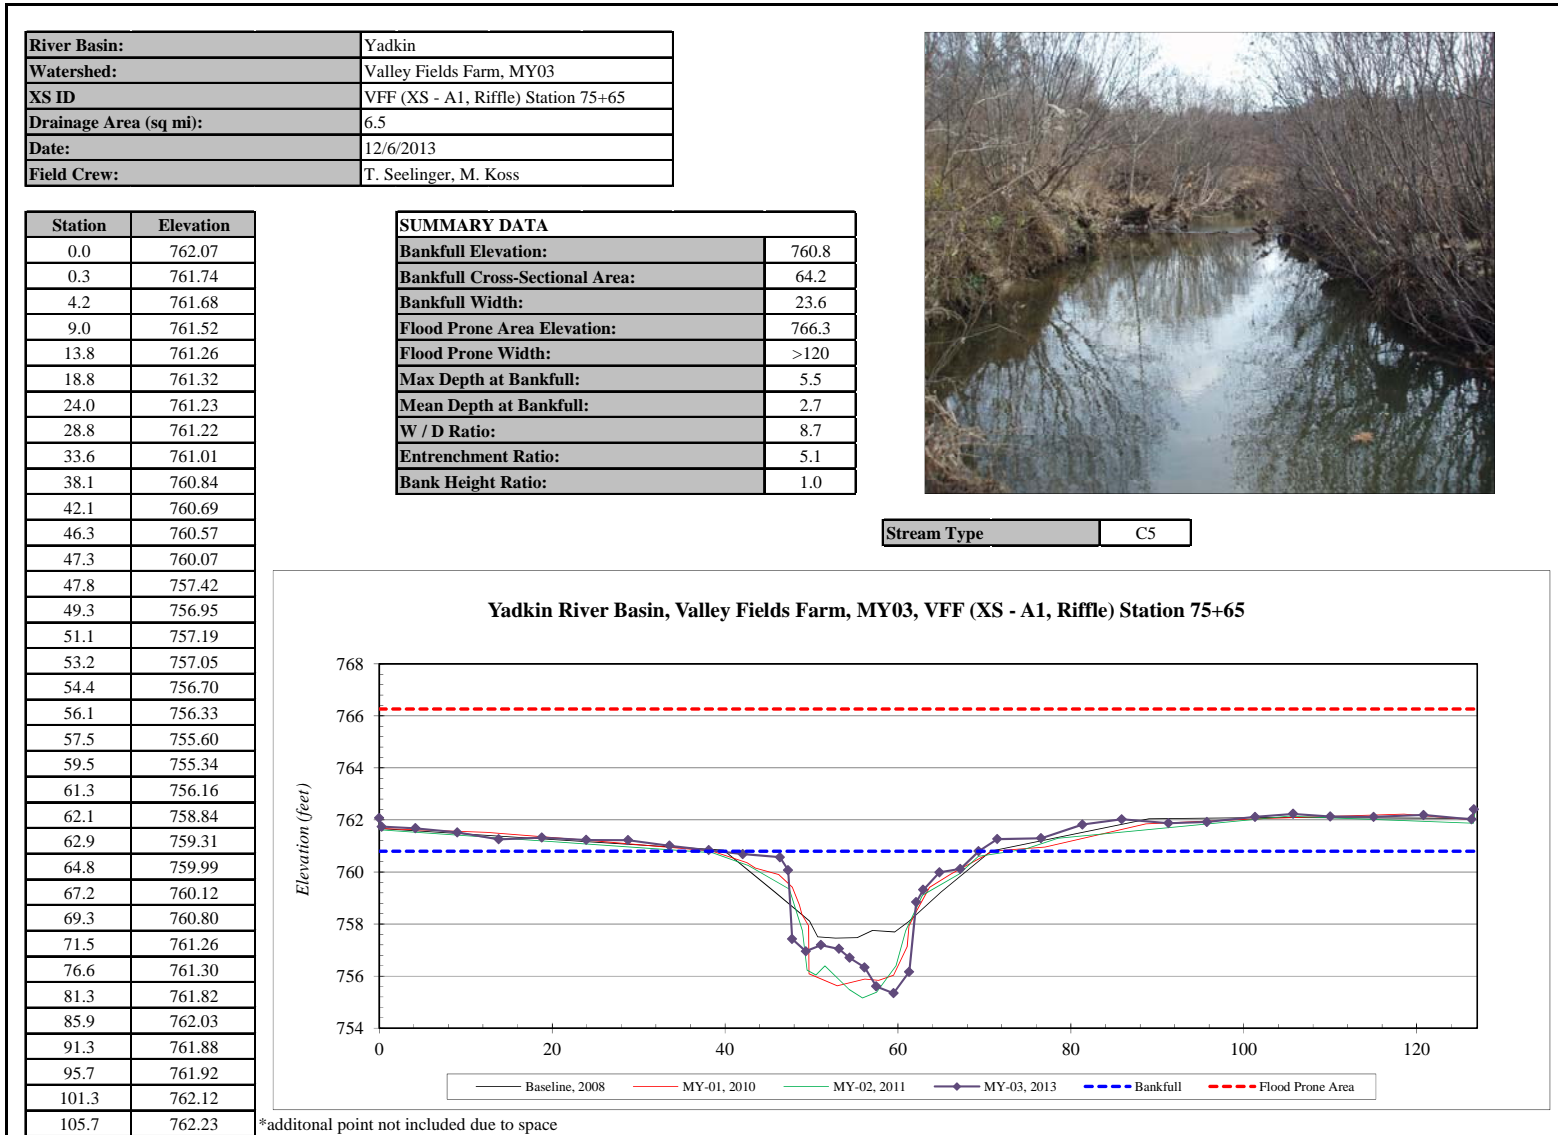 River Basin: Yadkin
Watershed: Valley Fields Farm, MY03
XS ID VFF (XS - A1, Riffle) Station 75+65
Drainage Area (sq mi): 6.5
Date: 12/6/2013
Field Crew: T. Seelinger, M. Koss
Station Elevation
0.0 762.07
0.3 761.74
4.2 761.68
9.0 761.52
13.8 761.26
18.8 761.32
24.0 761.23
28.8 761.22
33.6 761.01
38.1 760.84
42.1 760.69
46.3 760.57
47.3 760.07
47.8 757.42
49.3 756.95
51.1 757.19
53.2 757.05
54.4 756.70
56.1 756.33
57.5 755.60
59.5 755.34
61.3 756.16
62.1 758.84
62.9 759.31
64.8 759.99
67.2 760.12
69.3 760.80
71.5 761.26
76.6 761.30
81.3 761.82
85.9 762.03
91.3 761.88
95.7 761.92
101.3 762.12
105.7 762.23
*additonal point not included due to space
SUMMARY DATA
Bankfull Elevation: 760.8
Bankfull Cross-Sectional Area: 64.2
Bankfull Width: 23.6
Flood Prone Area Elevation: 766.3
Flood Prone Width: >120
Max Depth at Bankfull: 5.5
Mean Depth at Bankfull: 2.7
W / D Ratio: 8.7
Entrenchment Ratio: 5.1
Bank Height Ratio: 1.0
Stream Type C5
Yadkin River Basin, Valley Fields Farm, MY03, VFF (XS - A1, Riffle) Station 75+65
Elevation (feet)
768
766
764
762
760
758
756
754
0 20 40 60 80 100 120
Baseline, 2008 MY-01, 2010 MY-02, 2011 MY-03, 2013 Bankfull Flood Prone Area